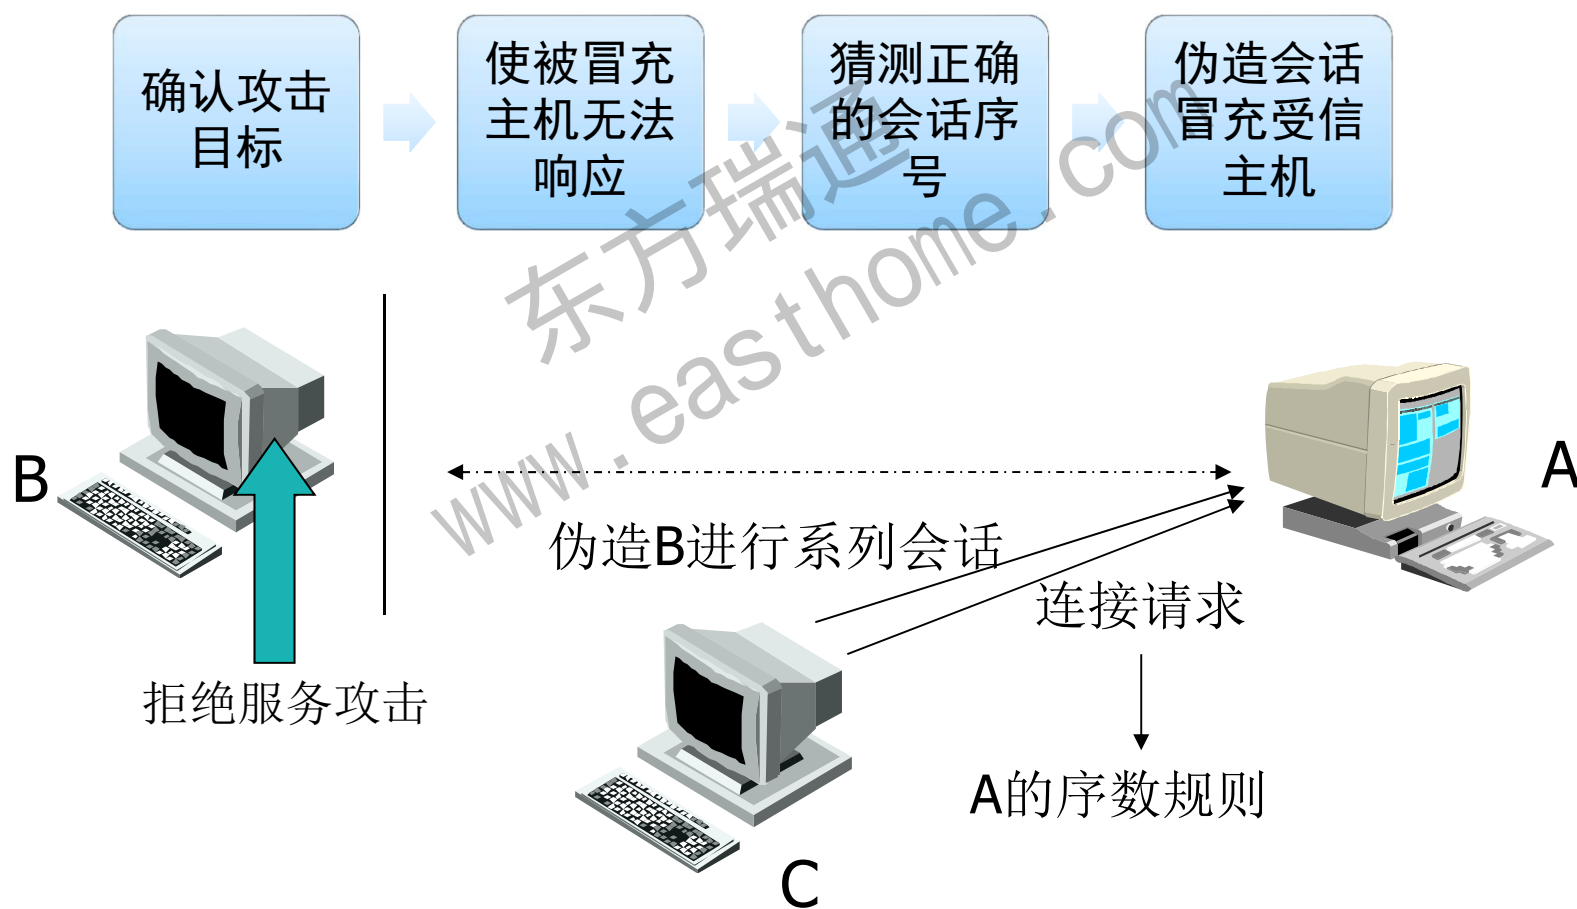 确认攻击
目标
使被冒充
主机无法
响应
猜测正确
的会话序
号
伪造会话
冒充受信
主机
东方瑞通
www.easthome.com
B
A
伪造B进行系列会话
连接请求
拒绝服务攻击
A的序数规则
C